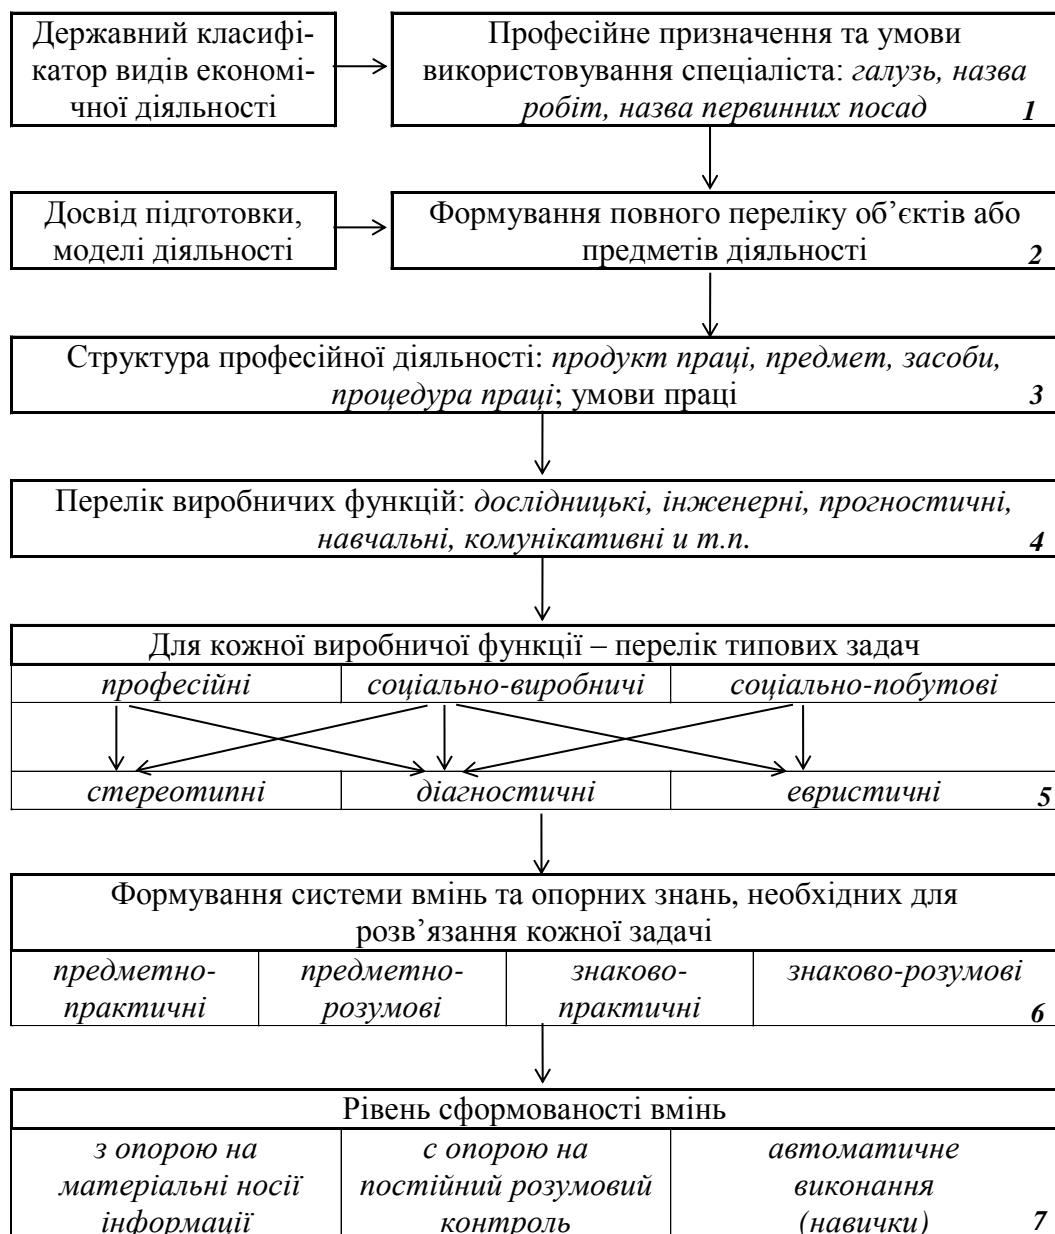 Державний класифі-
катор видів економі-
чної діяльності
Професійне призначення та умови
використовування спеціаліста: галузь, назва
робіт, назва первинних посад 1
Досвід підготовки,
моделі діяльності
Формування повного переліку об’єктів або
предметів діяльності 2
Структура професійної діяльності: продукт праці, предмет, засоби,
процедура праці; умови праці 3
Перелік виробничих функцій: дослідницькі, інженерні, прогностичні,
навчальні, комунікативні и т.п. 4
Для кожної виробничої функції – перелік типових задач
професійні соціально-виробничі соціально-побутові
стереотипні діагностичні евристичні 5
Формування системи вмінь та опорних знань, необхідних для
розв’язання кожної задачі
предметно-
практичні
предметно-
розумові
знаково-
практичні
знаково-розумові
6
Рівень сформованості вмінь
з опорою на
матеріальні носії
інформації
с опорою на
постійний розумовий
контроль
автоматичне
виконання
(навички) 7